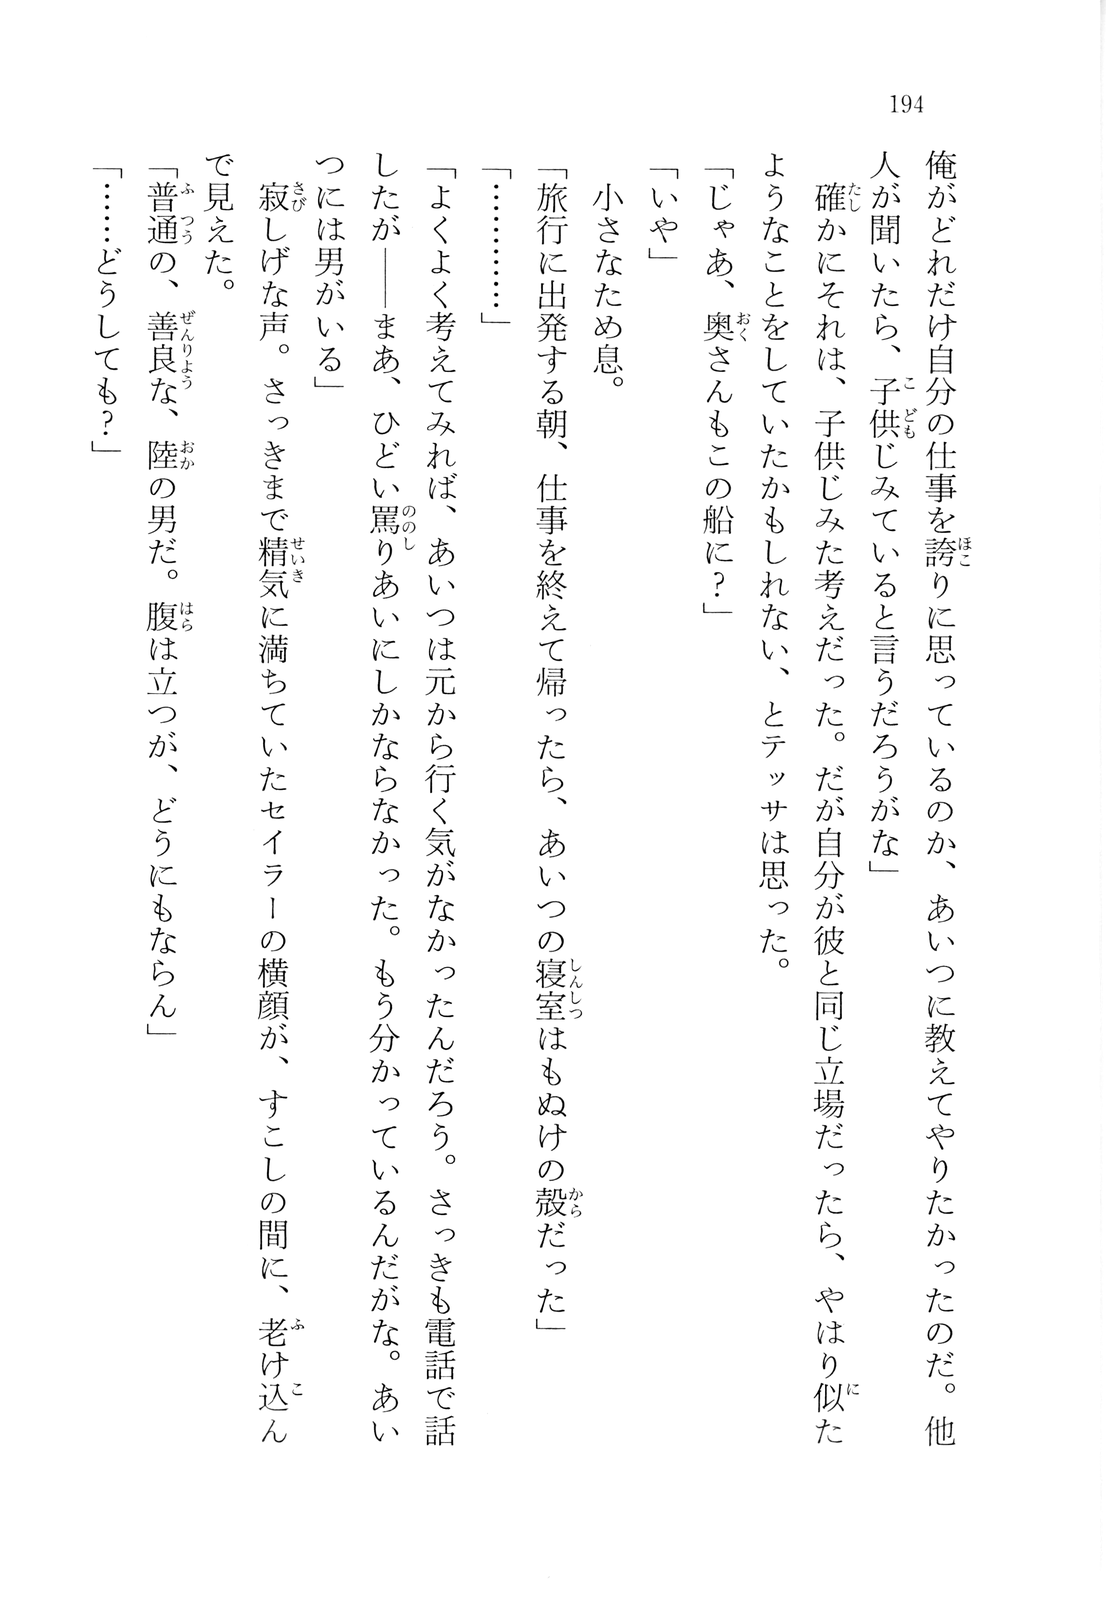 194
俺がどれだけ自分の仕事を誇りに思っているのか、あいつに教えてやりたかったのだ。他
人が聞いたら、子供じみていると言うだろうがな」
　確かにそれは、子供じみた考えだった。だが自分が彼と同じ立場だったら、やはり似た
ようなことをしていたかもしれない、とテッサは思った。
「じゃあ、奥さんもこの船に？」
「いや」
　小さなため息。
「旅行に出発する朝、仕事を終えて帰ったら、あいつの寝室はもぬけの殻だった」
「…………」
「よくよく考えてみれば、あいつは元から行く気がなかったんだろう。さっきも電話で話
したが――まあ、ひどい罵りあいにしかならなかった。もう分かっているんだがな。あい
つには男がいる」
　寂しげな声。さっきまで精気に満ちていたセイラーの横顔が、すこしの間に、老け込ん
で見えた。
「普通の、善良な、陸の男だ。腹は立つが、どうにもならん」
「……どうしても？」